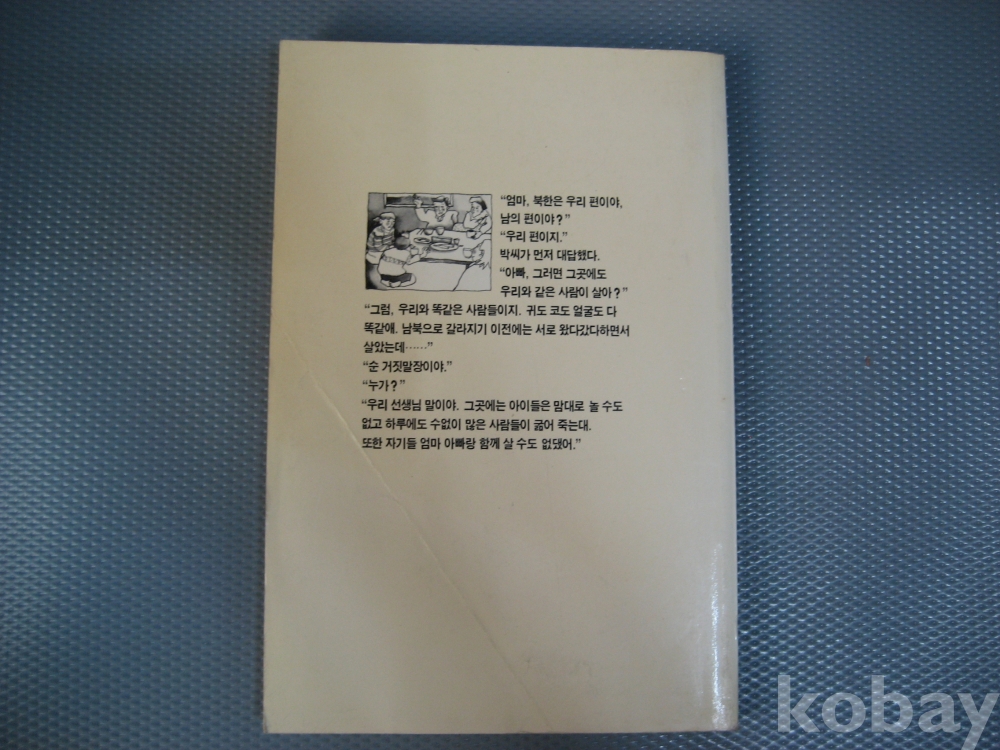 “엄마, 북한은 우리 편이야,
남의 편이야?”
“우리 편이지.”
박씨가 먼저 대답했다.
“아빠, 그러면 그곳에도
우리와 같은 사람이 살아?”
“그럼, 우리와 똑같은 사람들이지. 귀도 코도 얼굴도 다
똑같애. 남북으로 갈라지기 이전에는 서로 왔다갔다하면서
살았는데……”
“순 거짓말장이야.”
“누가?”
“우리 선생님 말이야. 그곳에는 아이들은 맘대로 놀 수도
없고 하루에도 수없이 많은 사람들이 굶어 죽는대.
또한 자기들 엄마 아빠랑 함께 살 수도 없댔어.”
kobay